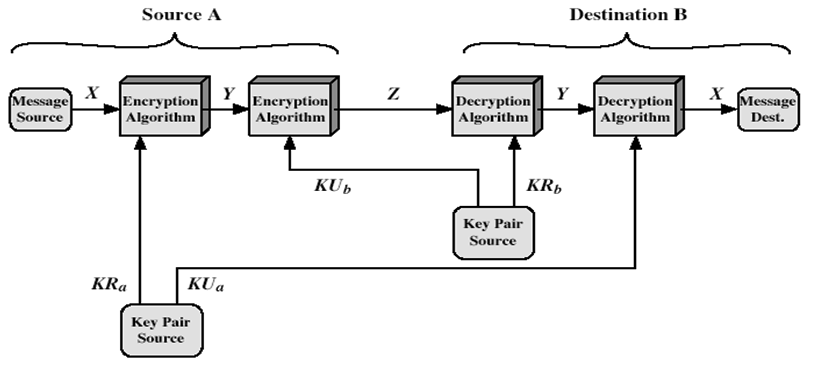 Source A
Destination B
Message
Source
X
Encryption
Algorithm
Y
Encryption
Algorithm
Z
Decryption
Algorithm
Y
Decryption
Algorithm
X
Message
Dest.
KUb
KRb
Key Pair
Source
KRa
KUa
Key Pair
Source